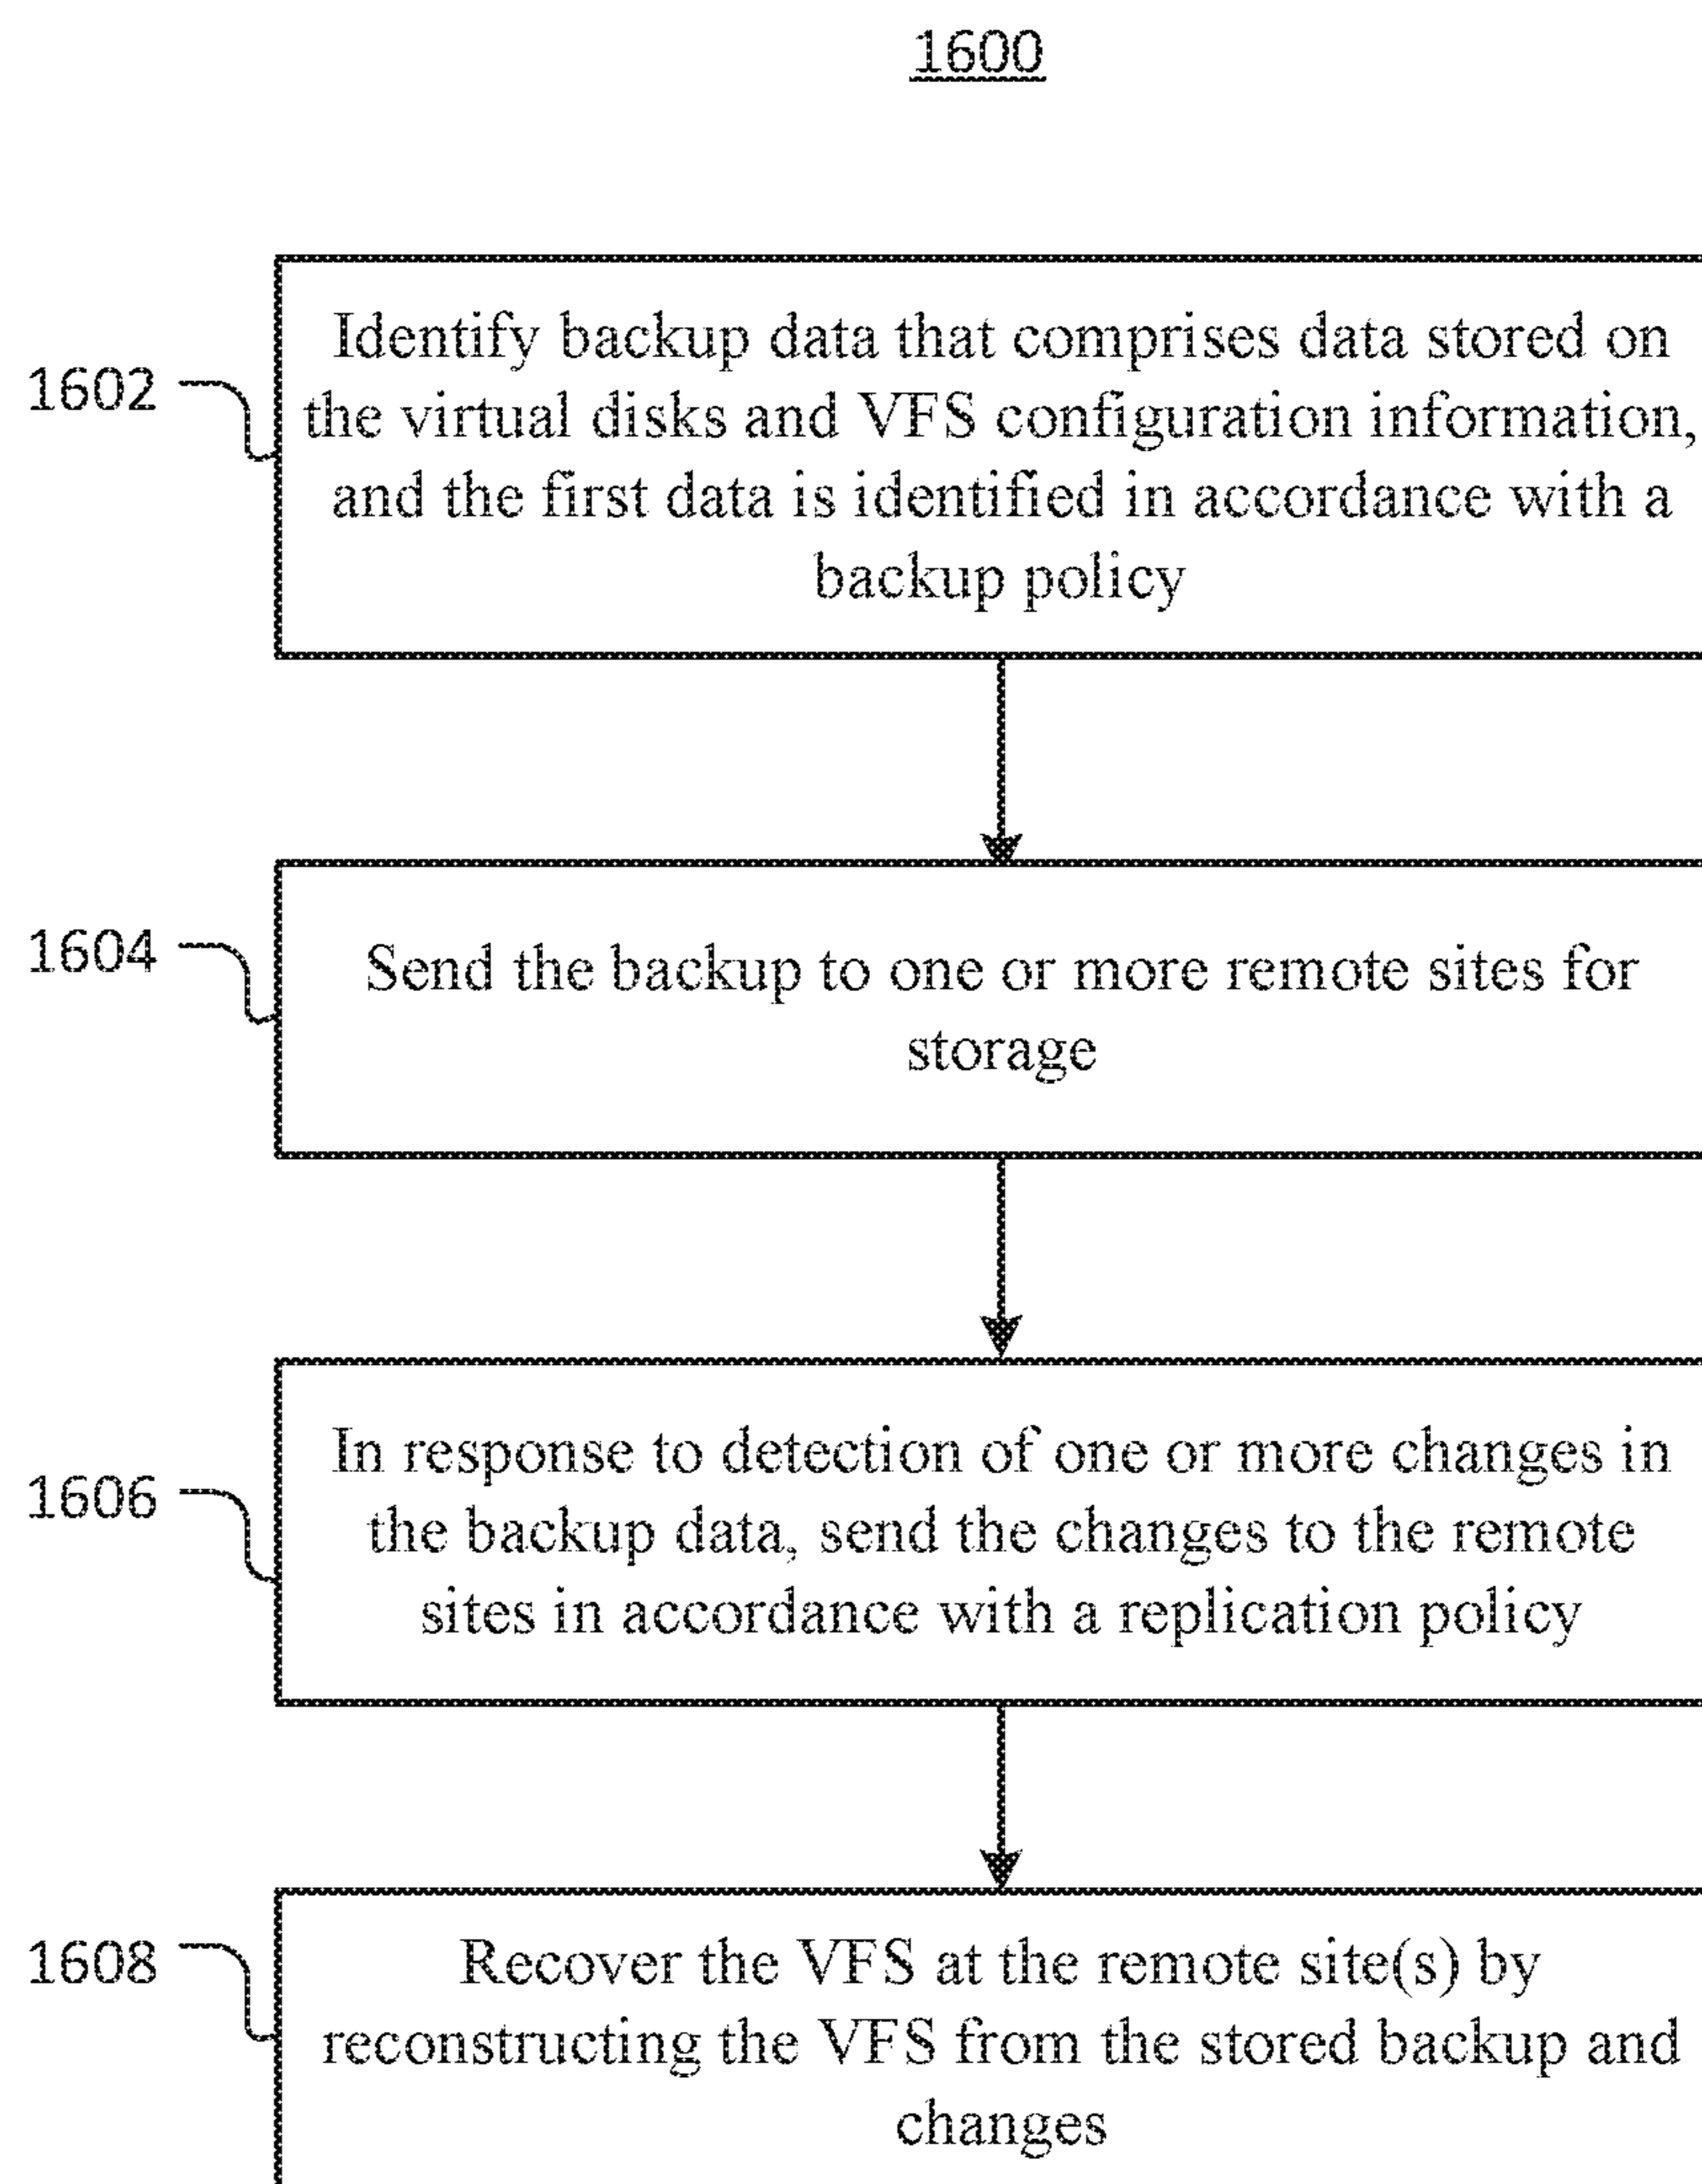 1600
1602
Identify backup data that comprises data stored on
the virtual disks and VFS configuration information,
and the first data is identified in accordance with a
backup policy
1604
Send the backup to one or more remote sites for
storage
1606
In response to detection of one or more changes in
the backup data, send the changes to the remote
sites in accordance with a replication policy
1608
Recover the VFS at the remote site(s) by
reconstructing the VFS from the stored backup and
changes